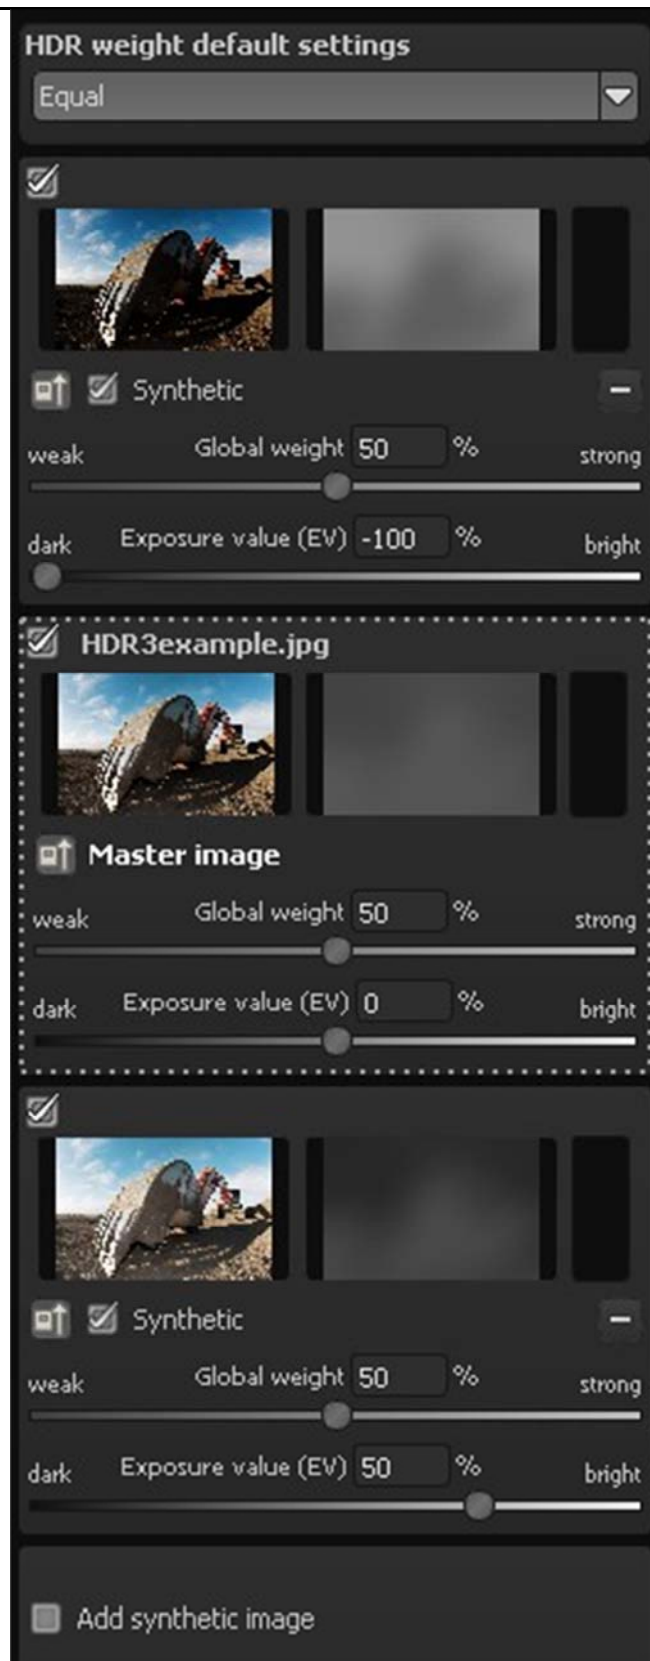 HDR weight default settings
Equal
Synthetic
Global weight 50 %
weak strong
Exposure value (EV) -100 %
dark bright
HDR3example.jpg
Master image
Global weight 50 %
weak strong
Exposure value (EV) 0 %
dark bright
Synthetic
Global weight 50 %
weak strong
Exposure value (EV) 50 %
dark bright
Add synthetic image